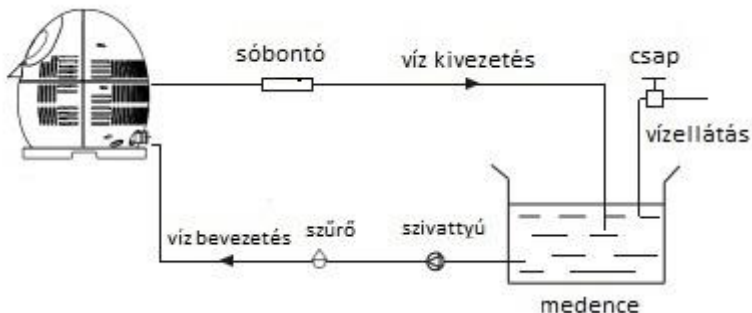 sóbontó
víz kivezetés
csap
vízellátás
víz bevezetés
szűrő
szivattyú
medence